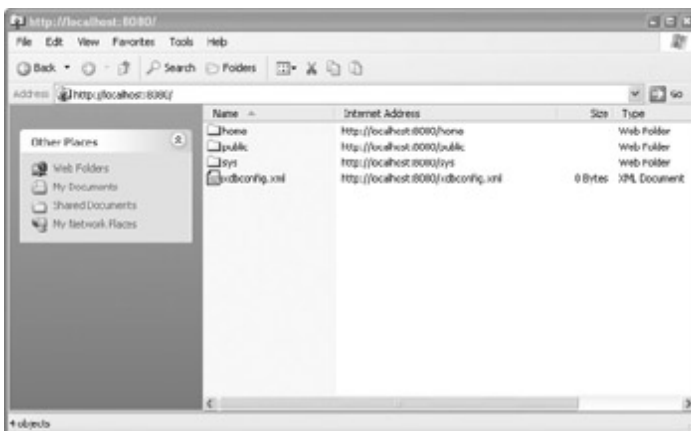 http://localhost:8080/
File Edit View Favorites Tools Help
Back Search Folders
Address http://localhost:8080/ Go
Name Internet Address Size Type
Other Places
Web Folders
My Documents
Shared Documents
My Network Places
home http://localhost:8080/home Web Folder
public http://localhost:8080/public Web Folder
sys http://localhost:8080/sys Web Folder
xdbconfig.xml http://localhost:8080/xdbconfig.xml 0 Bytes XML Document
4 objects